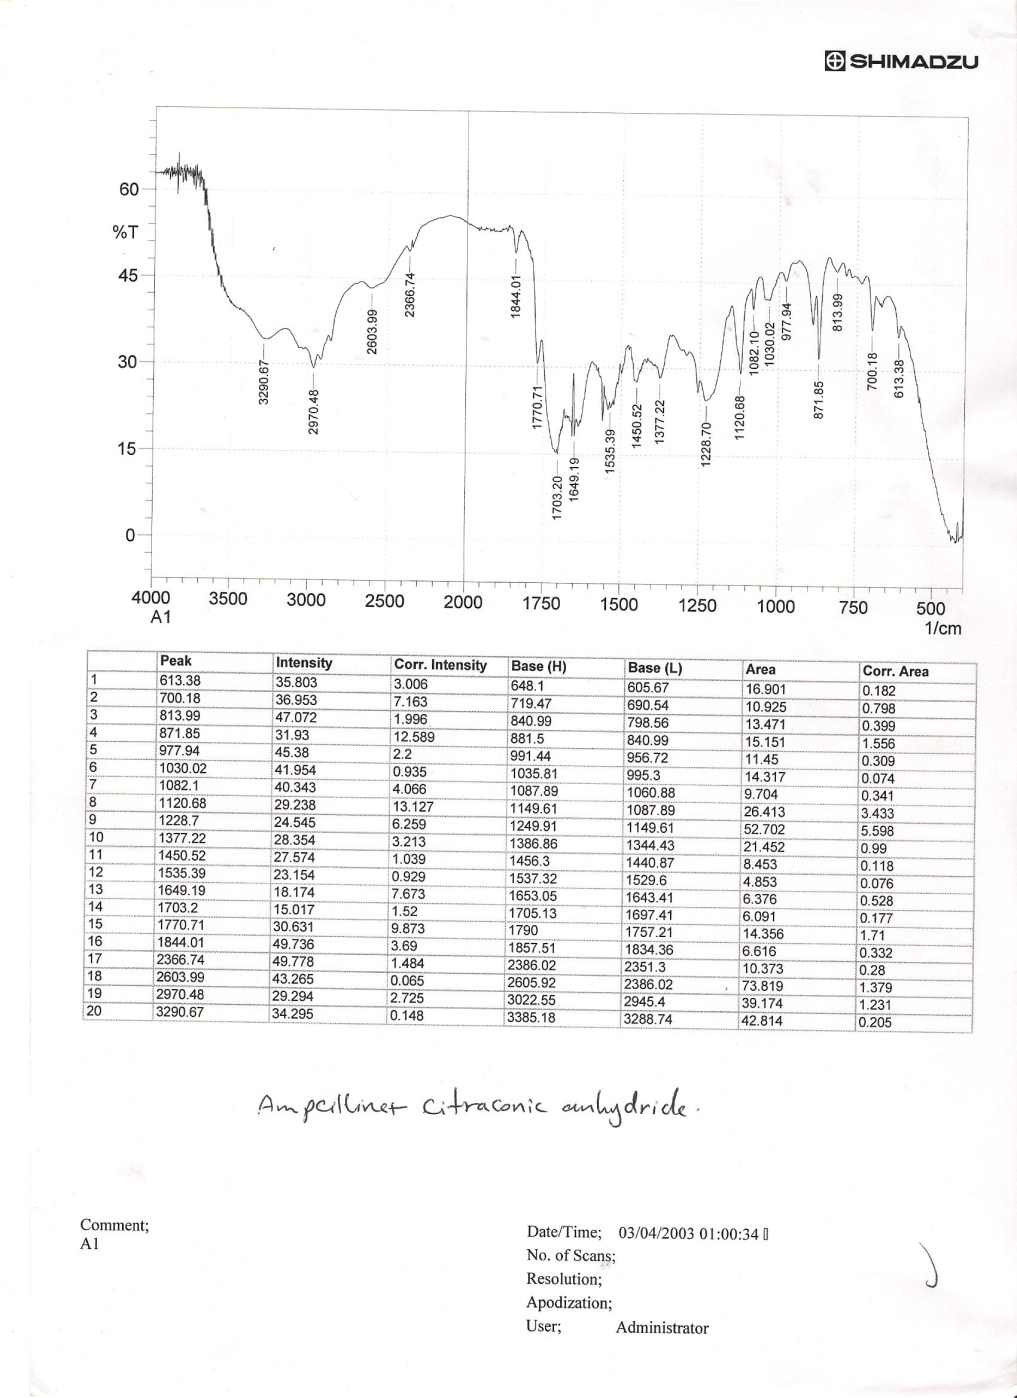 SHIMADZU
60
%T
45
30
15
0
3290.67
2970.48
2603.99
2366.74
1844.01
1770.71
1703.20
1649.19
1535.39
1450.52
1377.22
1228.70
1120.68
1082.10
1030.02
977.94
871.85
813.99
700.18
613.38
4000 3500 3000 2500 2000 1750 1500 1250 1000 750 500
A1 1/cm
Peak Intensity Corr. Intensity Base (H) Base (L) Area Corr. Area
1 613.38 35.803 3.006 648.1 605.67 16.901 0.182
2 700.18 36.953 7.163 719.47 690.54 10.925 0.798
3 813.99 47.072 1.996 840.99 798.56 13.471 0.399
4 871.85 31.93 12.589 881.5 840.99 15.151 1.556
5 977.94 45.38 2.2 991.44 956.72 11.45 0.309
6 1030.02 41.954 0.935 1035.81 995.3 14.317 0.074
7 1082.1 40.343 4.066 1087.89 1060.88 9.704 0.341
8 1120.68 29.238 13.127 1149.61 1087.89 26.413 3.433
9 1228.7 24.545 6.259 1249.91 1149.61 52.702 5.598
10 1377.22 28.354 3.213 1386.86 1344.43 21.452 0.99
11 1450.52 27.574 1.039 1456.3 1440.87 8.453 0.118
12 1535.39 23.154 0.929 1537.32 1529.6 4.853 0.076
13 1649.19 18.174 7.673 1653.05 1643.41 6.376 0.528
14 1703.2 15.017 1.52 1705.13 1697.41 6.091 0.177
15 1770.71 30.631 9.873 1790 1757.21 14.356 1.71
16 1844.01 49.736 3.69 1857.51 1834.36 6.616 0.332
17 2366.74 49.778 1.484 2386.02 2351.3 10.373 0.28
18 2603.99 43.265 0.065 2605.92 2386.02 73.819 1.379
19 2970.48 29.294 2.725 3022.55 2945.4 39.174 1.231
20 3290.67 34.295 0.148 3385.18 3288.74 42.814 0.205
Ampcilline+ citraconic anhydride.
Comment;
A1
Date/Time; 03/04/2003 01:00:34
No. of Scans;
Resolution;
Apodization;
User; Administrator